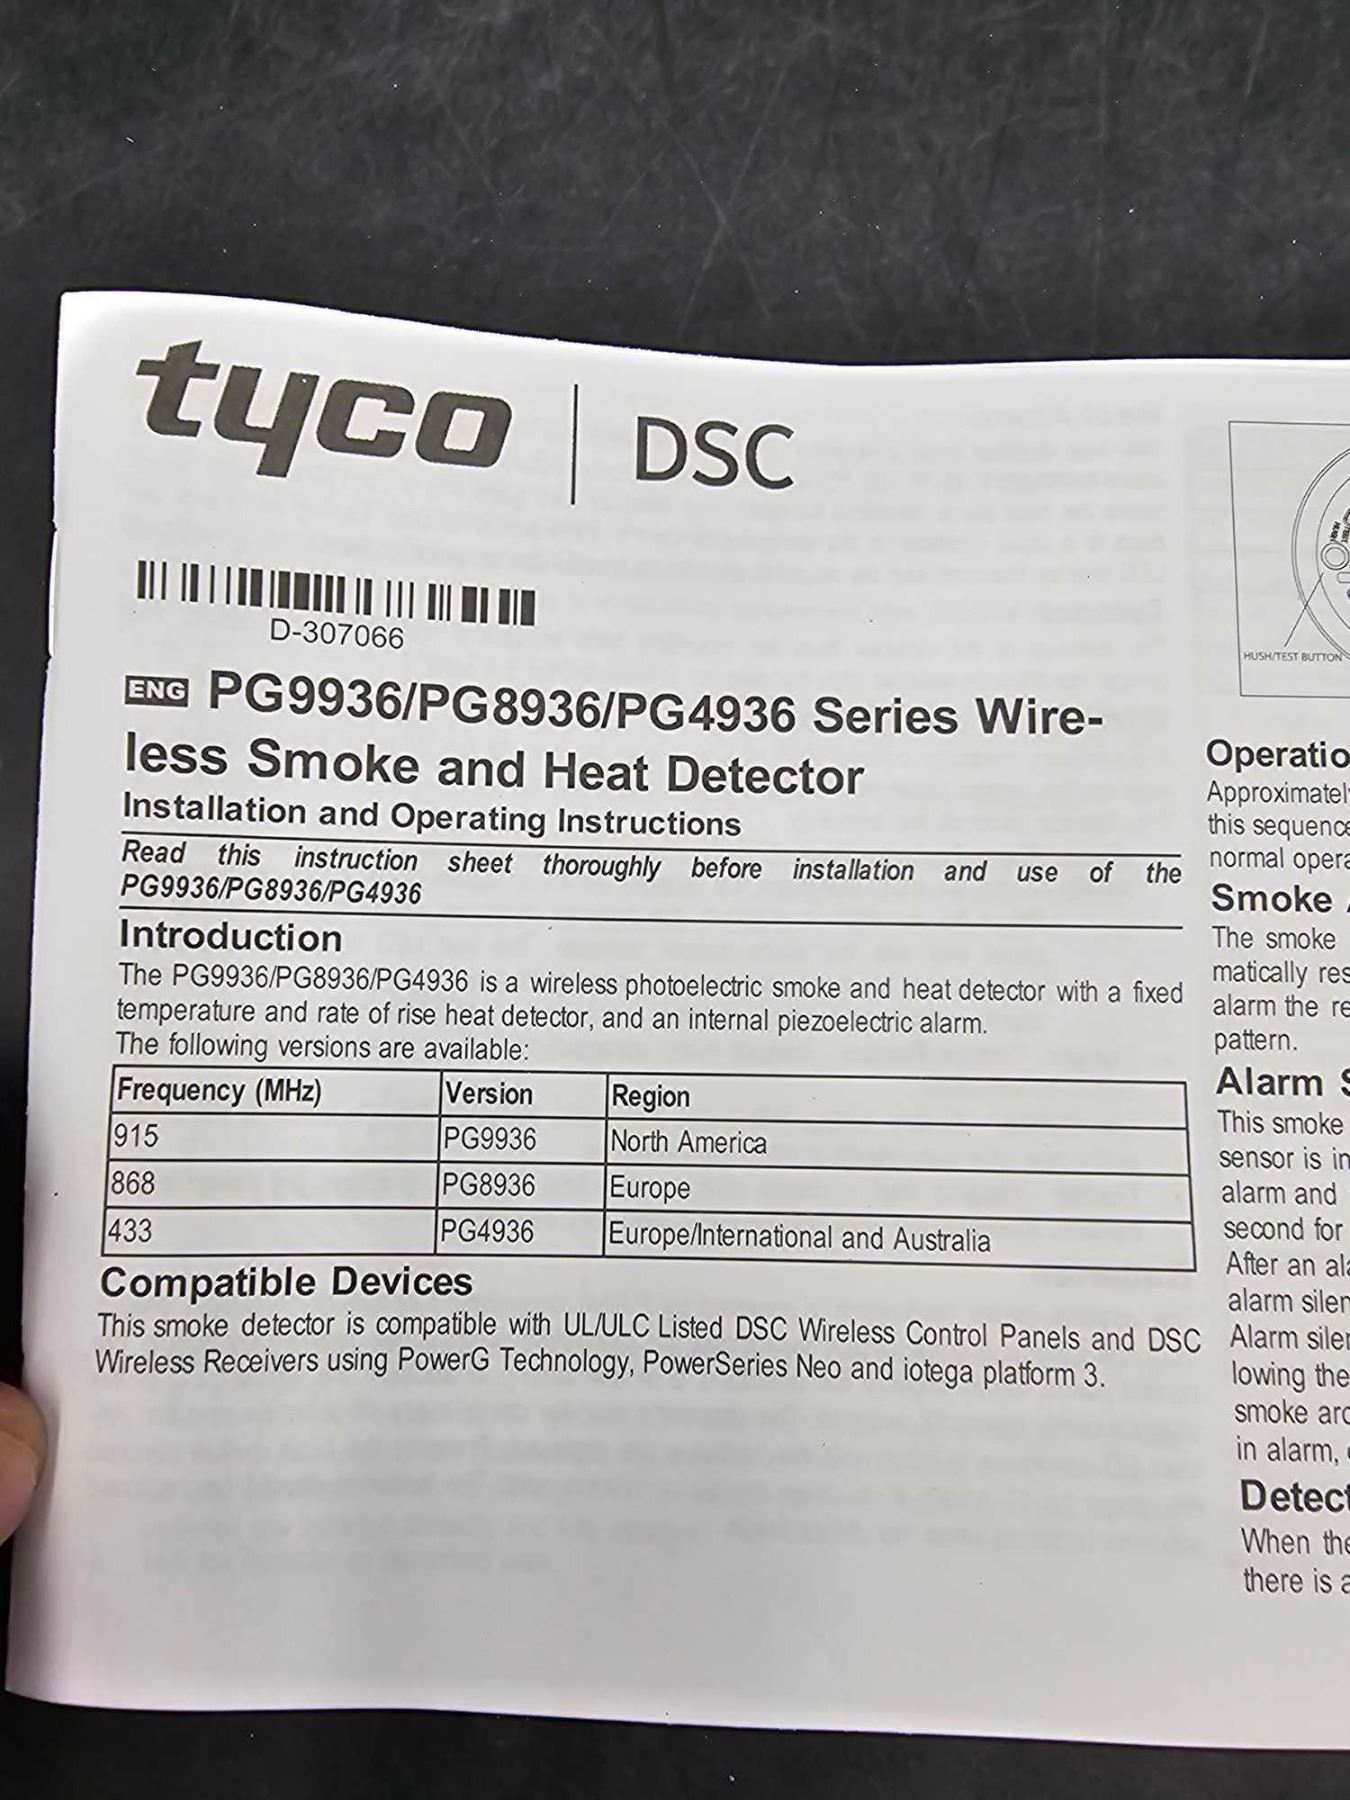 tyco | DSC
D-307066
ENG PG9936/PG8936/PG4936 Series Wire-
less Smoke and Heat Detector
Installation and Operating Instructions
Read this instruction sheet thoroughly before installation and use of the
PG9936/PG8936/PG4936
Introduction
The PG9936/PG8936/PG4936 is a wireless photoelectric smoke and heat detector with a fixed
temperature and rate of rise heat detector, and an internal piezoelectric alarm.
The following versions are available:
Frequency (MHz) Version Region
915 PG9936 North America
868 PG8936 Europe
433 PG4936 Europe/International and Australia
Compatible Devices
This smoke detector is compatible with UL/ULC Listed DSC Wireless Control Panels and DSC
Wireless Receivers using PowerG Technology, PowerSeries Neo and iotega platform 3.
HUSH/TEST BUTTON
Operatio
Approximatel
this sequence
normal opera
Smoke
The smoke
matically res
alarm the re
pattern.
Alarm S
This smoke
sensor is in
alarm and
second for
After an ala
alarm silen
Alarm siler
lowing the
smoke arc
in alarm,
Detect
When the
there is a